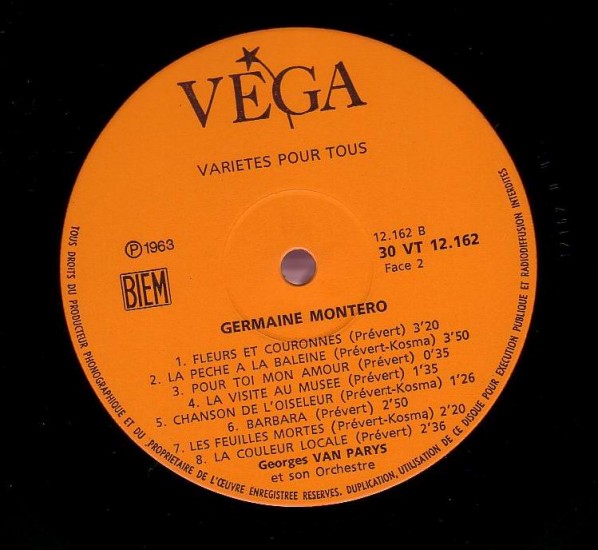 VEGA
VARIETES POUR TOUS
℗ 1963
BIEM
12.162 B
30 VT 12.162
Face 2
GERMAINE MONTERO
1. FLEURS ET COURONNES (Prévert) 3'20
2. LA PECHE A LA BALEINE (Prévert-Kosma) 3'50
3. POUR TOI MON AMOUR (Prévert) 0'35
4. LA VISITE AU MUSEE (Prévert) 1'35
5. CHANSON DE L'OISELEUR (Prévert-Kosma) 1'26
6. BARBARA (Prévert) 2'50
7. LES FEUILLES MORTES (Prévert-Kosma) 2'20
8. LA COULEUR LOCALE (Prévert) 2'36
Georges VAN PARYS
et son Orchestre
TOUS DROITS DU PRODUCTEUR PHONOGRAPHIQUE ET DU PROPRIETAIRE DE L'ŒUVRE ENREGISTREE RESERVES. DUPLICATION, UTILISATION DE CE DISQUE POUR EXECUTION PUBLIQUE ET RADIODIFFUSION INTERDITES